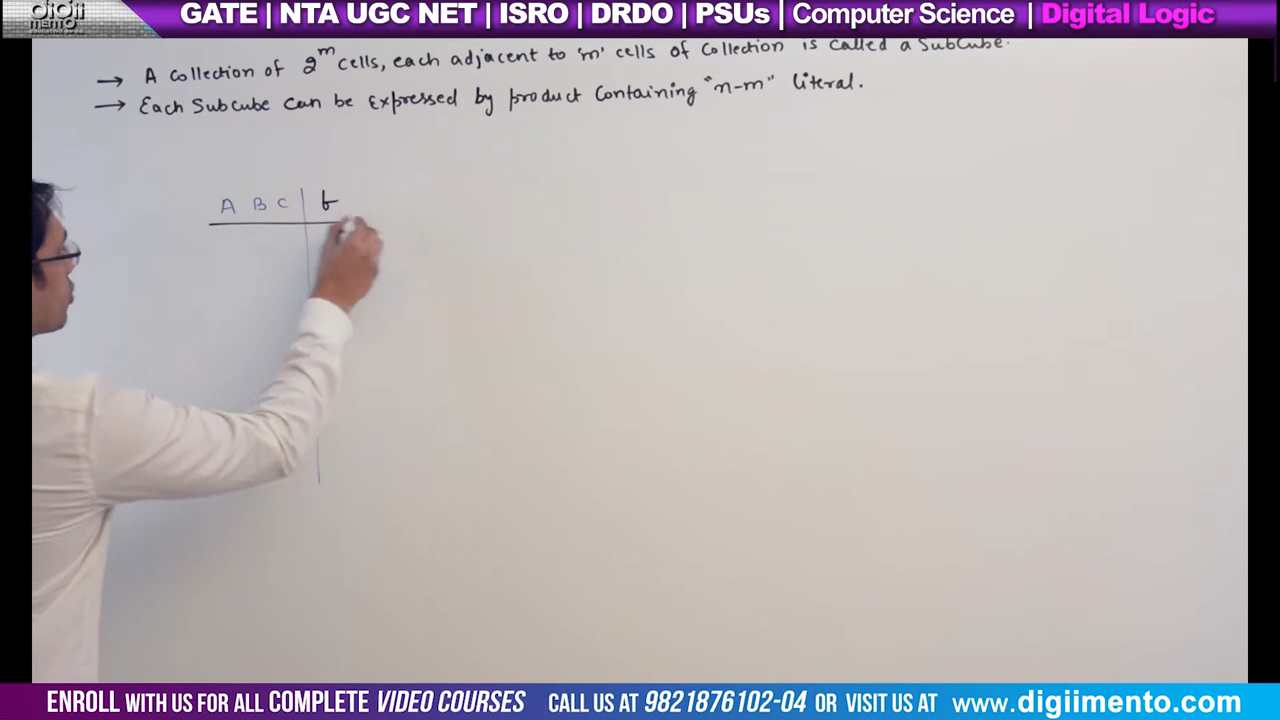 digii
mento
GATE | NTA UGC NET | ISRO | DRDO | PSUs | Computer Science | Digital Logic
→ A Collection of 2^m cells, each adjacent to 'm' cells of Collection is called a Subcube.
→ Each Subcube can be Expressed by product Containing "n-m" literal.
A B C f
ENROLL WITH US FOR ALL COMPLETE VIDEO COURSES CALL US AT 9821876102-04 OR VISIT US AT www.digiimento.com